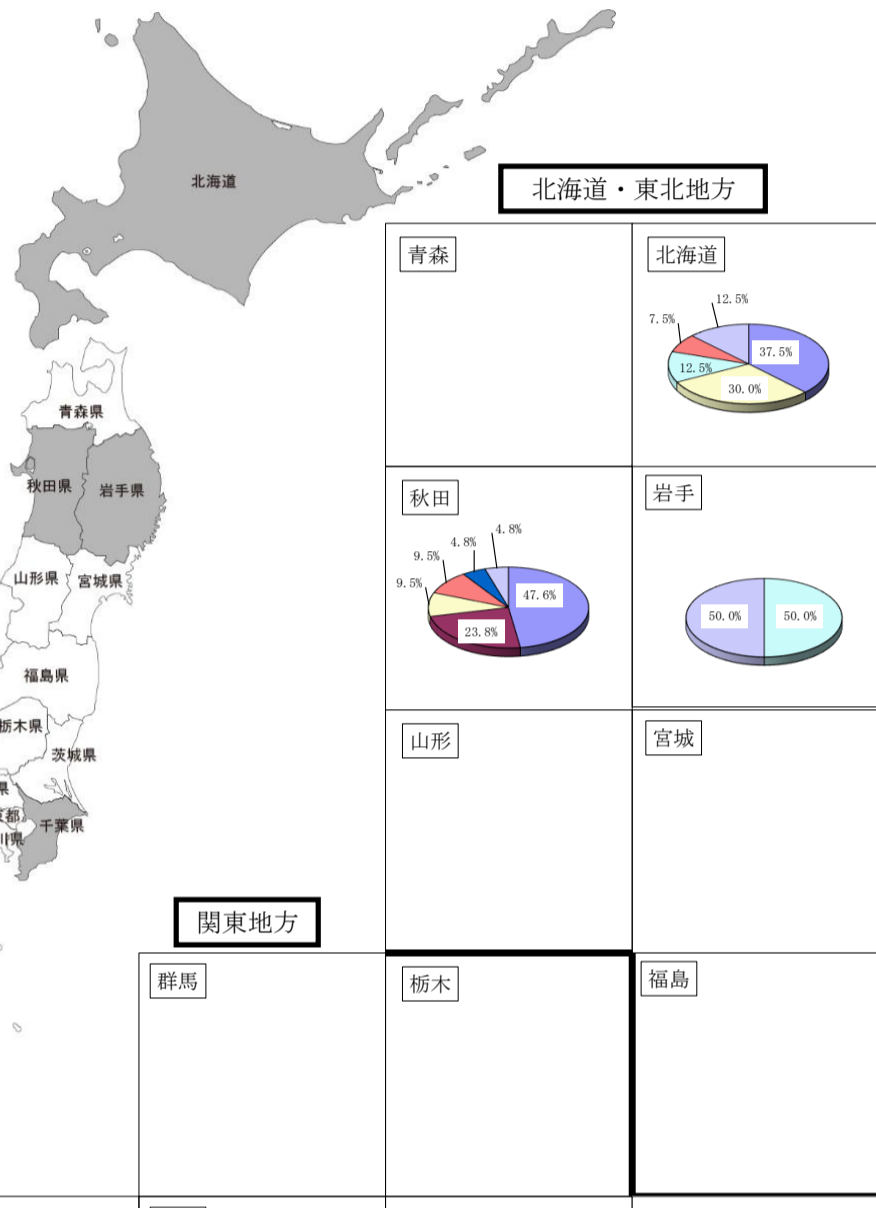 北海道
青森県
秋田県
岩手県
山形県
宮城県
福島県
栃木県
茨城県
県
都
千葉県
川県
北海道・東北地方
青森
北海道
12.5%
7.5%
37.5%
12.5%
30.0%
秋田
4.8%
4.8%
9.5%
9.5%
47.6%
23.8%
岩手
50.0%
50.0%
山形
宮城
関東地方
群馬
栃木
福島